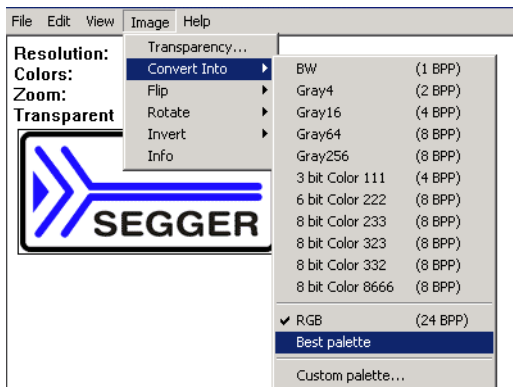 File Edit View Image Help
Resolution:
Colors:
Zoom:
Transparent
Transparency...
Convert Into
Flip
Rotate
Invert
Info
SEGGER
BW (1 BPP)
Gray4 (2 BPP)
Gray16 (4 BPP)
Gray64 (8 BPP)
Gray256 (8 BPP)
3 bit Color 111 (4 BPP)
6 bit Color 222 (8 BPP)
8 bit Color 233 (8 BPP)
8 bit Color 323 (8 BPP)
8 bit Color 332 (8 BPP)
8 bit Color 8666 (8 BPP)
RGB (24 BPP)
Best palette
Custom palette...